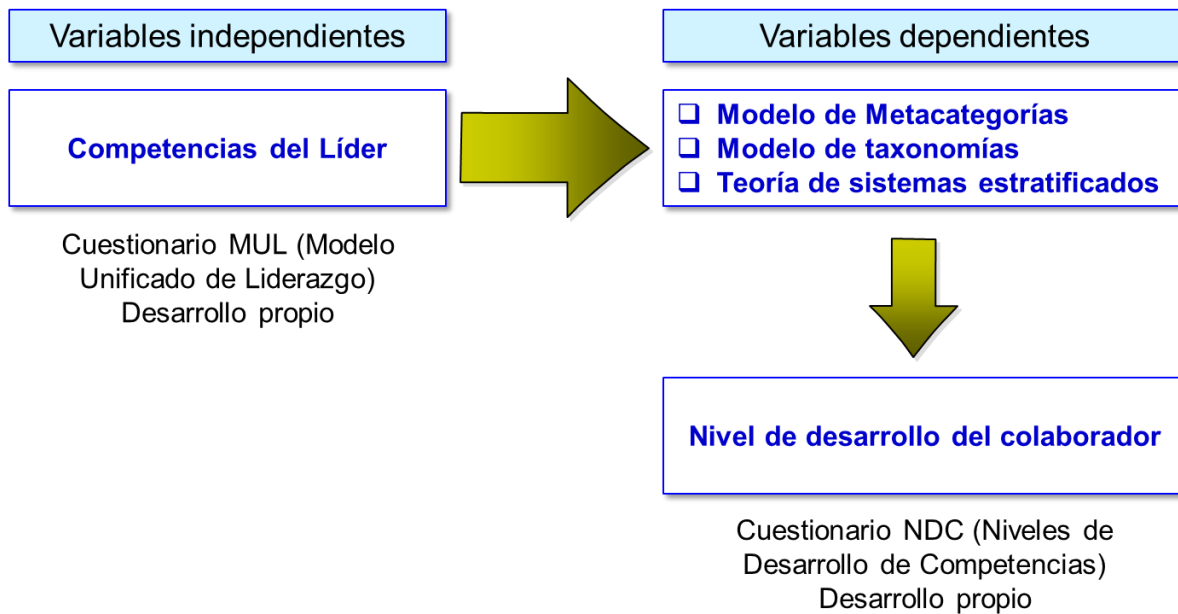 Variables independientes
Competencias del Líder
Cuestionario MUL (Modelo
Unificado de Liderazgo)
Desarrollo propio
Variables dependientes
Modelo de Metacategorías
Modelo de taxonomías
Teoría de sistemas estratificados
Nivel de desarrollo del colaborador
Cuestionario NDC (Niveles de
Desarrollo de Competencias)
Desarrollo propio